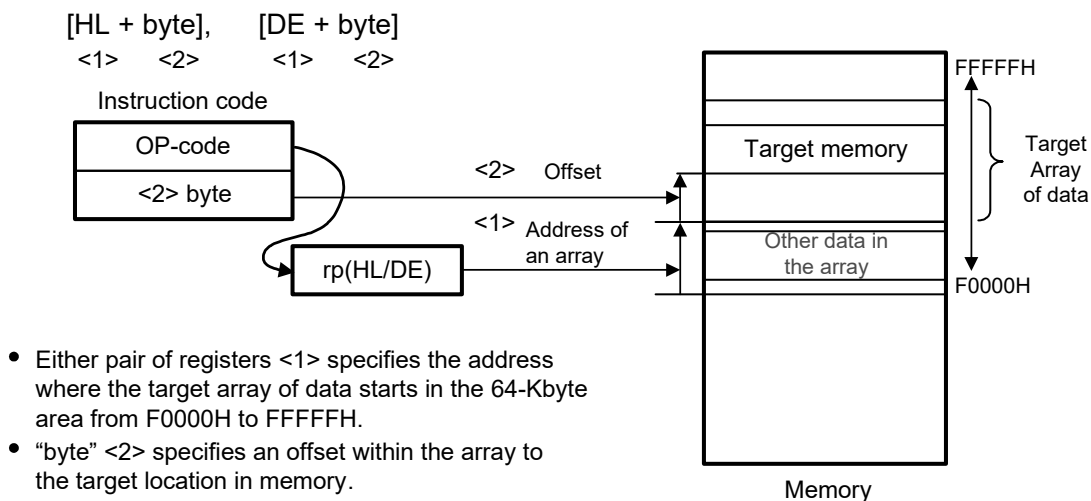 [HL + byte], [DE + byte]
<1> <2> <1> <2>
Instruction code
OP-code
<2> byte
<2> Offset
<1> Address of
an array
rp(HL/DE)
FFFFFH
Target memory
Target
Array
of data
Other data in
the array
F0000H
Memory
• Either pair of registers <1> specifies the address
where the target array of data starts in the 64-Kbyte
area from F0000H to FFFFFH.
• “byte” <2> specifies an offset within the array to
the target location in memory.